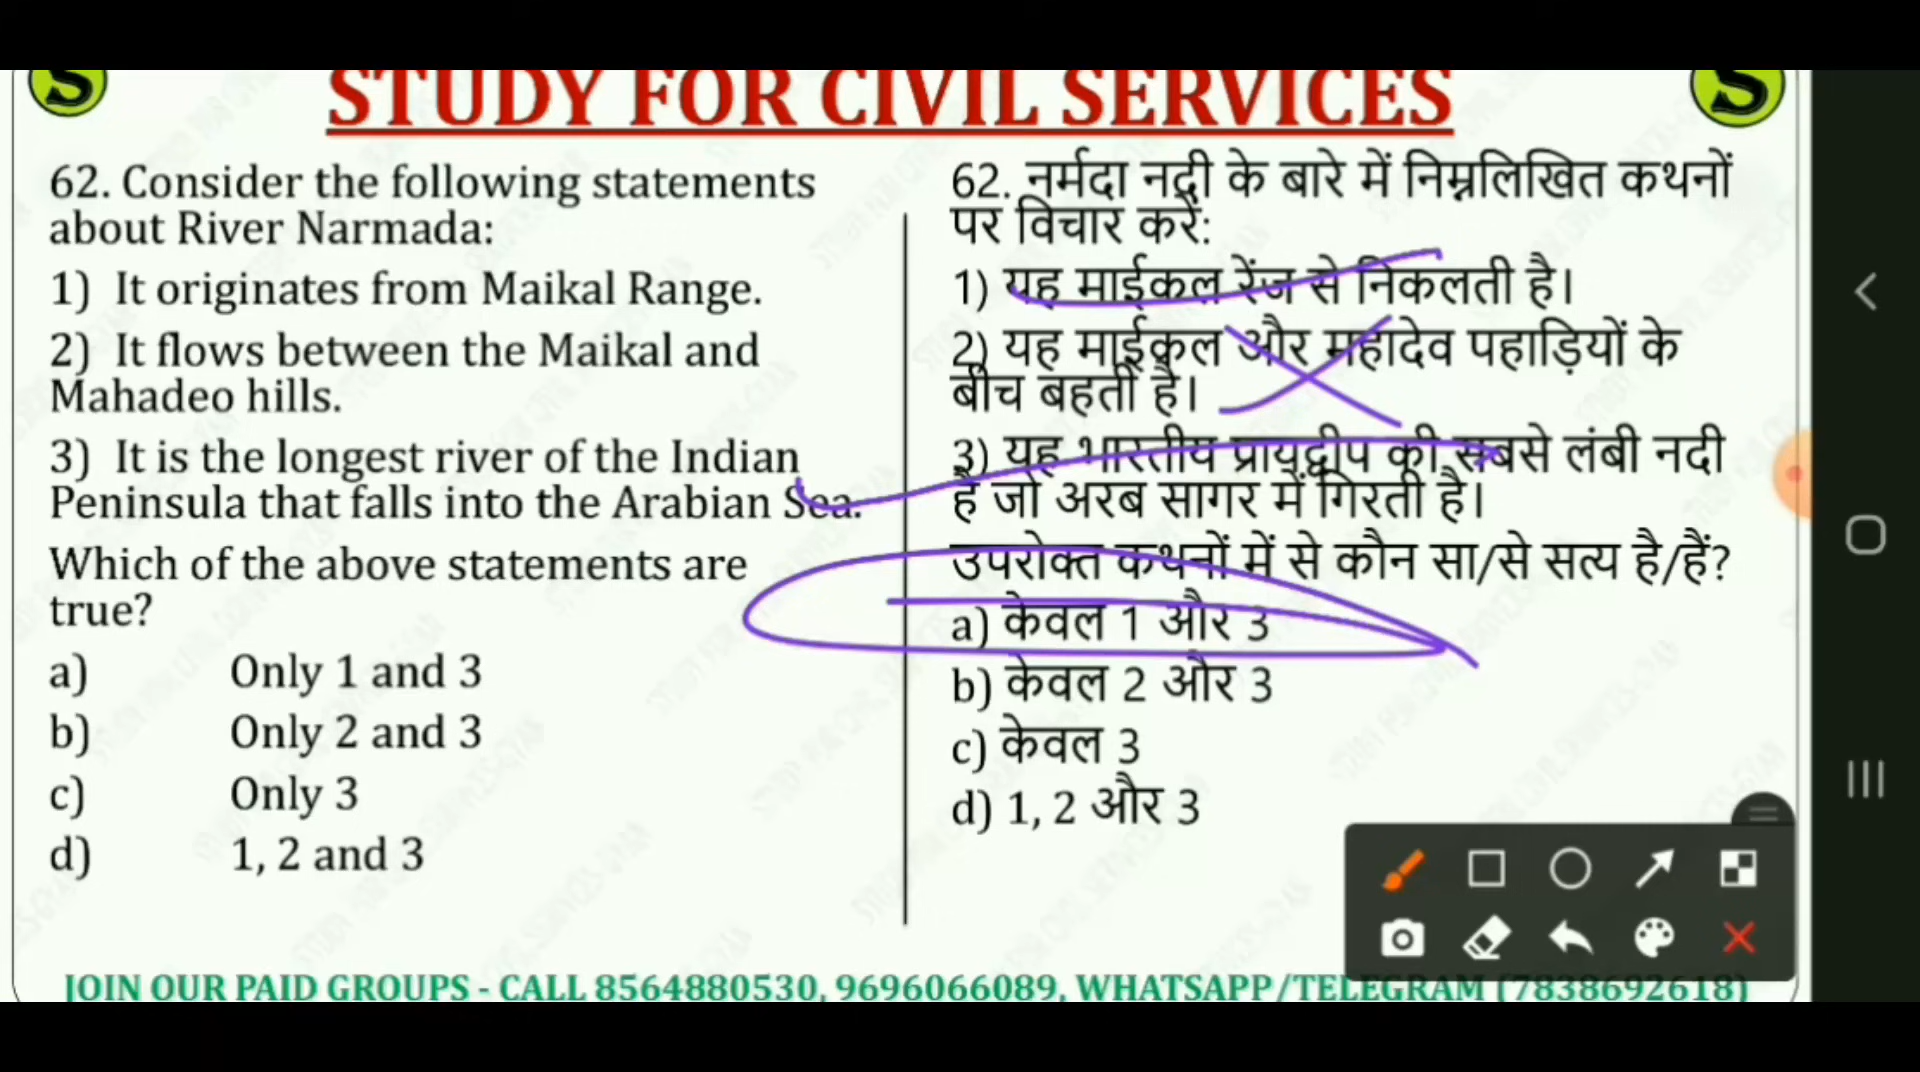 S
STUDY FOR CIVIL SERVICES
S
62. Consider the following statements
about River Narmada:
1) It originates from Maikal Range.
2) It flows between the Maikal and
Mahadeo hills.
3) It is the longest river of the Indian
Peninsula that falls into the Arabian Sea.
Which of the above statements are
true?
a) Only 1 and 3
b) Only 2 and 3
c) Only 3
d) 1, 2 and 3
62. नर्मदा नदी के बारे में निम्नलिखित कथनों
पर विचार करें:
1) यह माईकल रेंज से निकलती है।
2) यह माईकल और महादेव पहाड़ियों के
बीच बहती है।
3) यह भारतीय प्रायद्वीप की सबसे लंबी नदी
है जो अरब सागर में गिरती है।
उपरोक्त कथनों में से कौन सा/से सत्य है/हैं?
a) केवल 1 और 3
b) केवल 2 और 3
c) केवल 3
d) 1, 2 और 3
JOIN OUR PAID GROUPS - CALL 8564880530, 9696066089, WHATSAPP/TELEGRAM (7838692618)